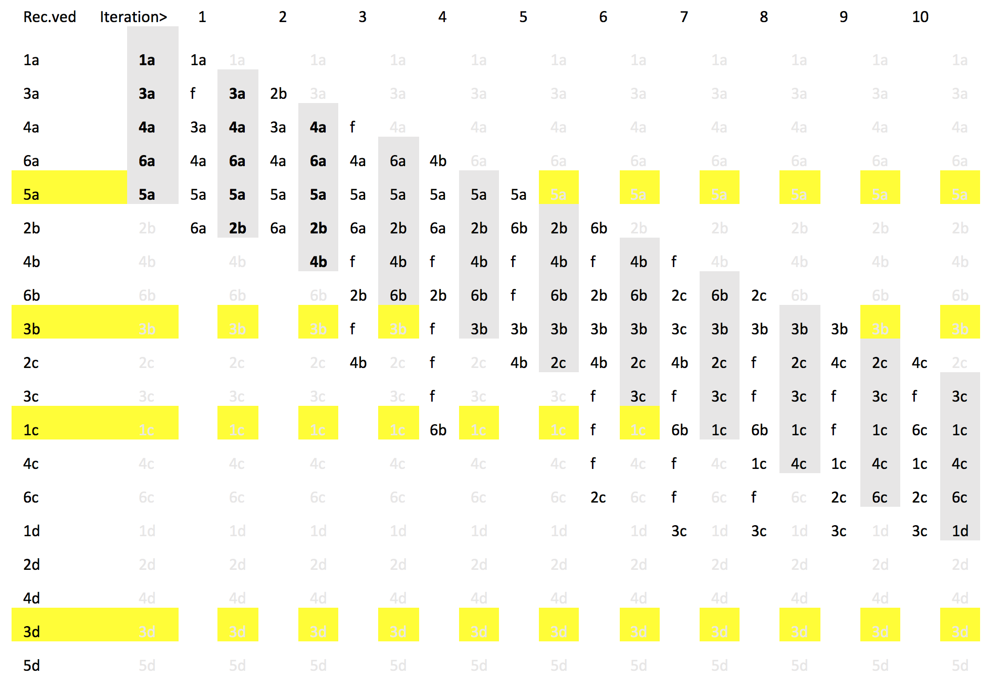 Rec.ved Iteration> 1 2 3 4 5 6 7 8 9 10
1a 1a 1a 1a 1a 1a 1a 1a 1a 1a 1a 1a 1a
3a 3a f 3a 2b 3a 3a 3a 3a 3a 3a 3a 3a 3a
4a 4a 3a 4a 3a 4a f 4a 4a 4a 4a 4a 4a 4a 4a
6a 6a 4a 6a 4a 6a 4a 6a 4b 6a 6a 6a 6a 6a 6a 6a
5a 5a 5a 5a 5a 5a 5a 5a 5a 5a 5a 5a 5a 5a 5a 5a 5a
2b 2b 6a 2b 6a 2b 6a 2b 6a 2b 6b 2b 6b 2b 2b 2b 2b 2b
4b 4b 4b 4b f 4b f 4b f 4b f 4b f 4b 4b 4b 4b
6b 6b 6b 6b 2b 6b 2b 6b f 6b 2b 6b 2c 6b 2c 6b 6b 6b
3b 3b 3b 3b f 3b f 3b 3b 3b 3b 3b 3c 3b 3b 3b 3b 3b 3b
2c 2c 2c 2c 4b 2c f 2c 4b 2c 4b 2c 4b 2c f 2c 4c 2c 4c 2c
3c 3c 3c 3c 3c f 3c 3c f 3c f 3c f 3c f 3c f 3c
1c 1c 1c 1c 1c 6b 1c 1c f 1c 6b 1c 6b 1c f 1c 6c 1c
4c 4c 4c 4c 4c 4c 4c f 4c f 4c 1c 4c 1c 4c 1c 4c
6c 6c 6c 6c 6c 6c 6c 2c 6c f 6c f 6c 2c 6c 2c 6c
1d 1d 1d 1d 1d 1d 1d 1d 3c 1d 3c 1d 3c 1d 3c 1d
2d 2d 2d 2d 2d 2d 2d 2d 2d 2d 2d 2d
4d 4d 4d 4d 4d 4d 4d 4d 4d 4d 4d 4d
3d 3d 3d 3d 3d 3d 3d 3d 3d 3d 3d 3d
5d 5d 5d 5d 5d 5d 5d 5d 5d 5d 5d 5d